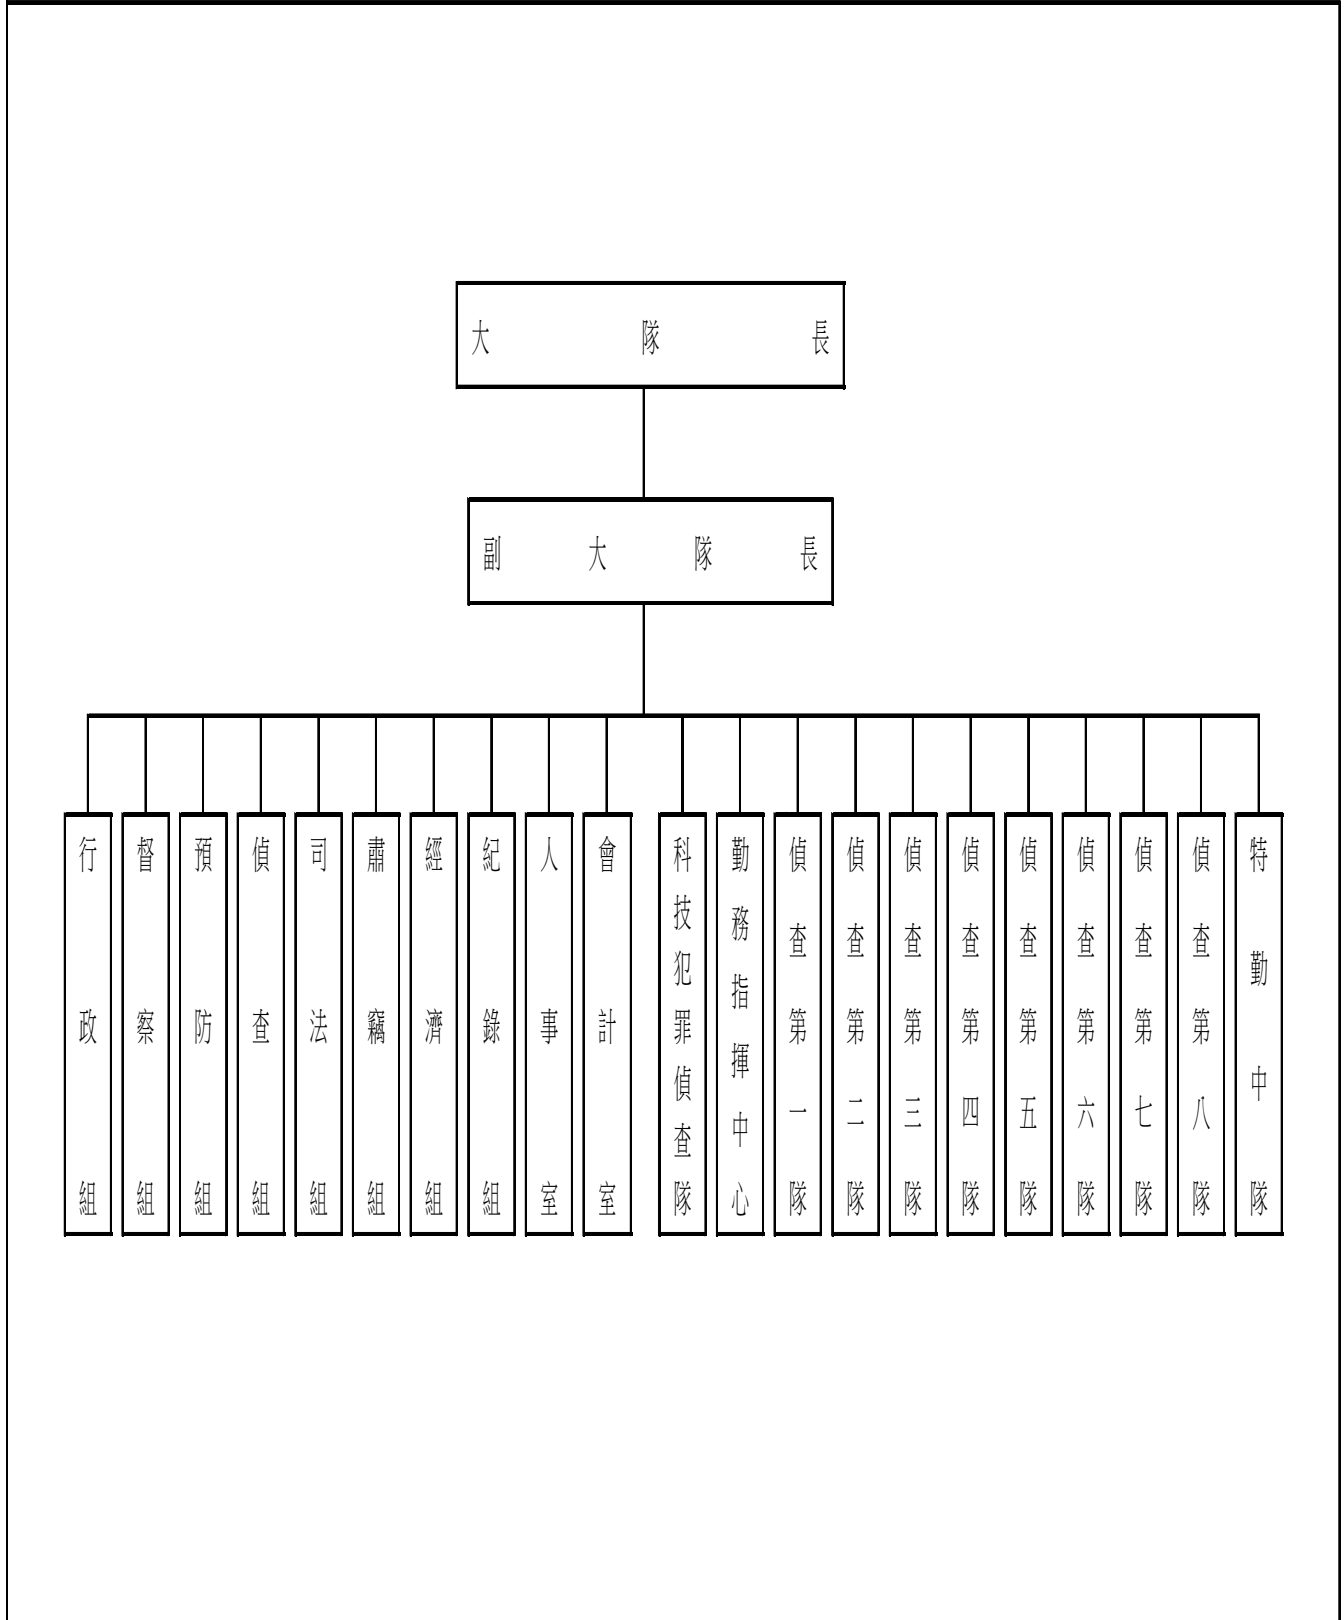 大隊長
副大隊長
行政組
督察組
預防組
偵查組
司法組
肅竊組
經濟組
紀錄組
人事室
會計室
科技犯罪偵查隊
勤務指揮中心
偵查第一隊
偵查第二隊
偵查第三隊
偵查第四隊
偵查第五隊
偵查第六隊
偵查第七隊
偵查第八隊
特勤中隊